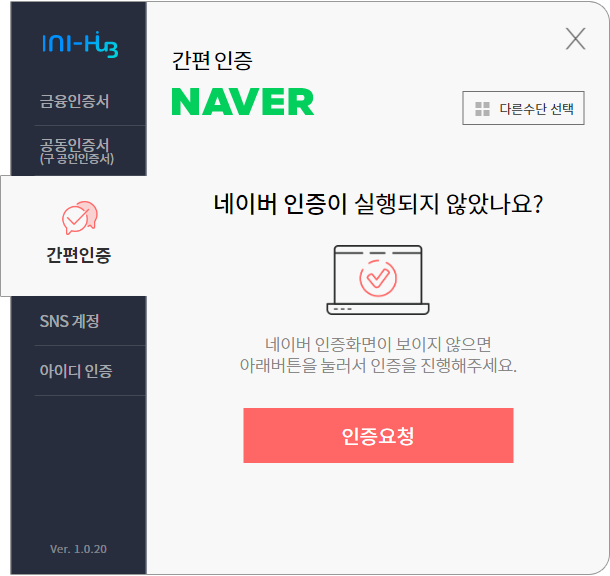 INI-HUB
금융인증서
공동인증서
(구 공인인증서)
간편인증
SNS 계정
아이디 인증
Ver. 1.0.20
간편 인증
NAVER
다른수단 선택
네이버 인증이 실행되지 않았나요?
네이버 인증화면이 보이지 않으면
아래버튼을 눌러서 인증을 진행해주세요.
인증요청